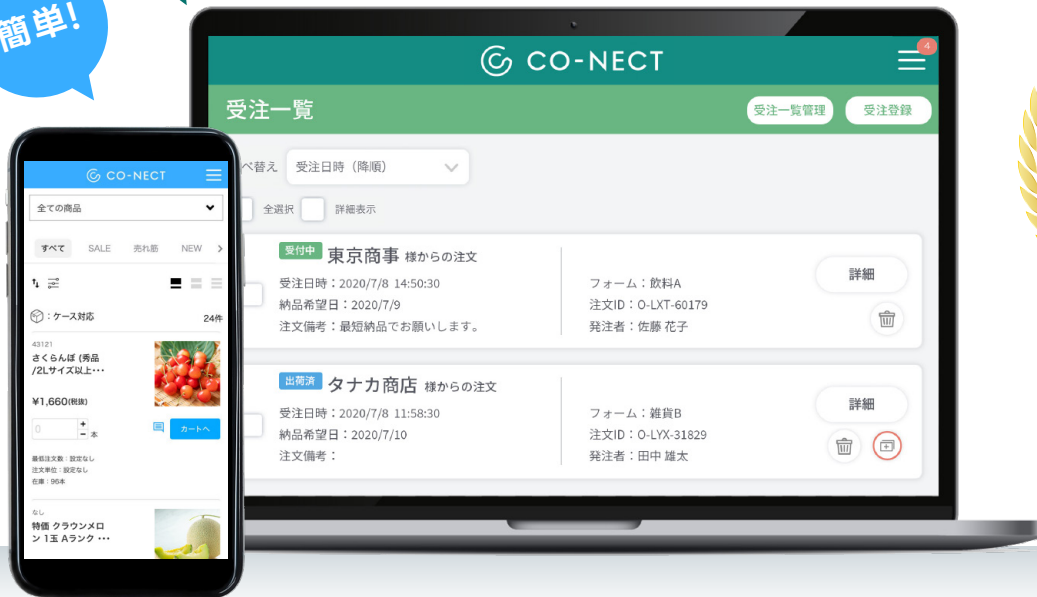 簡単!
CO-NECT
4
受注一覧
受注一覧管理
受注登録
べ替え
受注日時（降順）
全選択
詳細表示
受付中 東京商事 様からの注文
受注日時：2020/7/8 14:50:30
納品希望日：2020/7/9
注文備考：最短納品でお願いします。
フォーム：飲料A
注文ID：O-LXT-60179
発注者：佐藤 花子
詳細
出荷済 タナカ商店 様からの注文
受注日時：2020/7/8 11:58:30
納品希望日：2020/7/10
注文備考：
フォーム：雑貨B
注文ID：O-LYX-31829
発注者：田中 雄太
詳細
CO-NECT
全ての商品
すべて SALE 売れ筋 NEW
：ケース対応
24件
43121
さくらんぼ (秀品
/2Lサイズ以上･･･
¥1,660(税抜)
0
+
-
本
カートへ
最低注文数：設定なし
注文単位：設定なし
在庫：96本
なし
特価 クラウンメロ
ン 1玉 Aランク ･･･